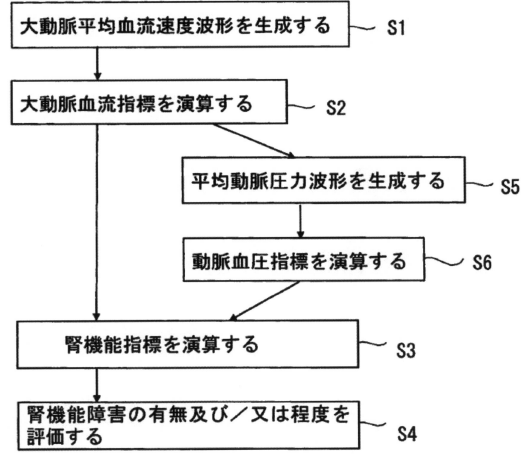 大動脈平均血流速度波形を生成する S1
大動脈血流指標を演算する S2
平均動脈圧力波形を生成する S5
動脈血圧指標を演算する S6
腎機能指標を演算する S3
腎機能障害の有無及び／又は程度を
評価する S4